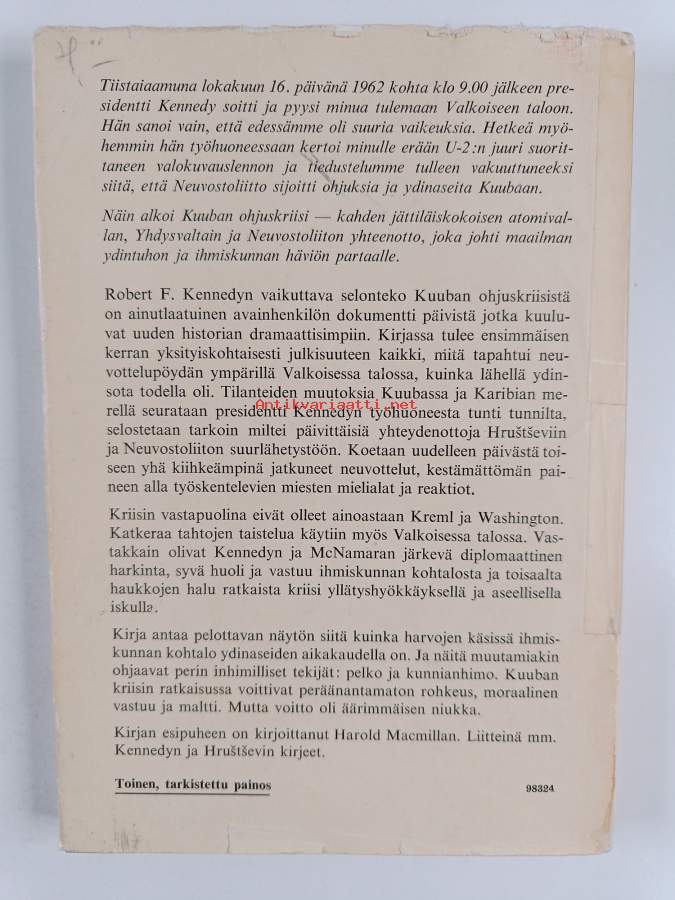 Tiistaiaamuna lokakuun 16. päivänä 1962 kohta klo 9.00 jälkeen pre-
sidentti Kennedy soitti ja pyysi minua tulemaan Valkoiseen taloon.
Hän sanoi vain, että edessämme oli suuria vaikeuksia. Hetkeä myö-
hemmin hän työhuoneessaan kertoi minulle erään U-2:n juuri suorit-
taneen valokuvauslennon ja tiedustelumme tulleen vakuuttuneeksi
siitä, että Neuvostoliitto sijoitti ohjuksia ja ydinaseita Kuubaan.
Näin alkoi Kuuban ohjuskriisi — kahden jättiläiskokoisen atomival-
lan, Yhdysvaltain ja Neuvostoliiton yhteenotto, joka johti maailman
ydintuhon ja ihmiskunnan häviön partaalle.
Robert F. Kennedyn vaikuttava selonteko Kuuban ohjuskriisistä
on ainutlaatuinen avainhenkilön dokumentti päivistä jotka kuulu-
vat uuden historian dramaattisimpiin. Kirjassa tulee ensimmäisen
kerran yksityiskohtaisesti julkisuuteen kaikki, mitä tapahtui neu-
vottelupöydän ympärillä Valkoisessa talossa, kuinka lähellä ydin-
sota todella oli. Tilanteiden muutoksia Kuubassa ja Karibian me-
Antikvariaatti.net
rellä seurataan presidentti Kennedyn työhuoneesta tunti tunnilta,
selostetaan tarkoin miltei päivittäisiä yhteydenottoja Hruštševiin
ja Neuvostoliiton suurlähetystöön. Koetaan uudelleen päivästä toi-
seen yhä kiihkeämpinä jatkuneet neuvottelut, kestämättömän pai-
neen alla työskentelevien miesten mielialat ja reaktiot.
Kriisin vastapuolina eivät olleet ainoastaan Kreml ja Washington.
Katkeraa tahtojen taistelua käytiin myös Valkoisessa talossa. Vas-
takkain olivat Kennedyn ja McNamaran järkevä diplomaattinen
harkinta, syvä huoli ja vastuu ihmiskunnan kohtalosta ja toisaalta
haukkojen halu ratkaista kriisi yllätyshyökkäyksellä ja aseellisella
iskulla.
Kirja antaa pelottavan näytön siitä kuinka harvojen käsissä ihmis-
kunnan kohtalo ydinaseiden aikakaudella on. Ja näitä muutamiakin
ohjaavat perin inhimilliset tekijät: pelko ja kunnianhimo. Kuuban
kriisin ratkaisussa voittivat peräänantamaton rohkeus, moraalinen
vastuu ja maltti. Mutta voitto oli äärimmäisen niukka.
Kirjan esipuheen on kirjoittanut Harold Macmillan. Liitteinä mm.
Kennedyn ja Hruštševin kirjeet.
Toinen, tarkistettu painos
98324